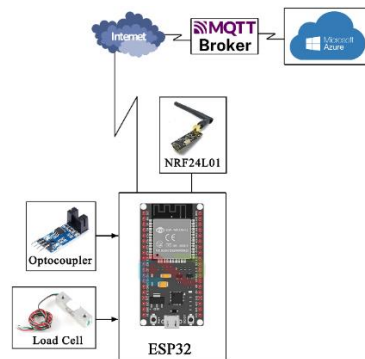 Internet
MQTT
Broker
Microsoft
Azure
NRF24L01
Optocoupler
Load Cell
ESP32